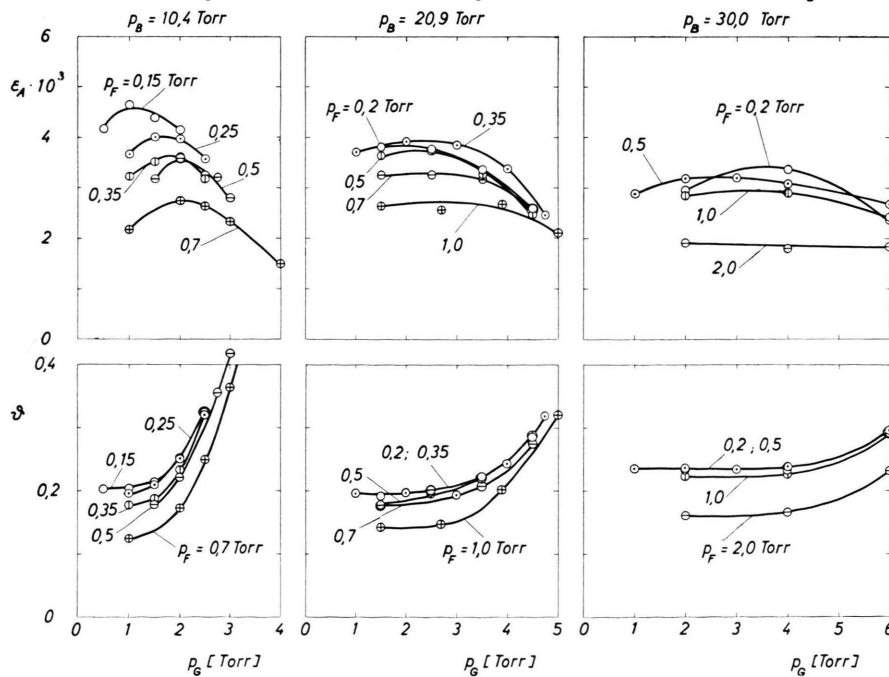 p_B = 10,4 Torr
p_B = 20,9 Torr
p_B = 30,0 Torr
6
ε_A · 10³
4
2
0
p_F = 0,15 Torr
0,25
0,35
0,5
0,7
p_F = 0,2 Torr
0,35
0,5
0,7
1,0
p_F = 0,2 Torr
0,5
1,0
2,0
0,4
ϑ
0,2
0
0,25
0,15
0,35
0,5
p_F = 0,7 Torr
0,2; 0,35
0,5
0,7
p_F = 1,0 Torr
0,2; 0,5
1,0
p_F = 2,0 Torr
0 1 2 3 4
0 1 2 3 4 5
0 1 2 3 4 5 6
p_G [Torr]
p_G [Torr]
p_G [Torr]